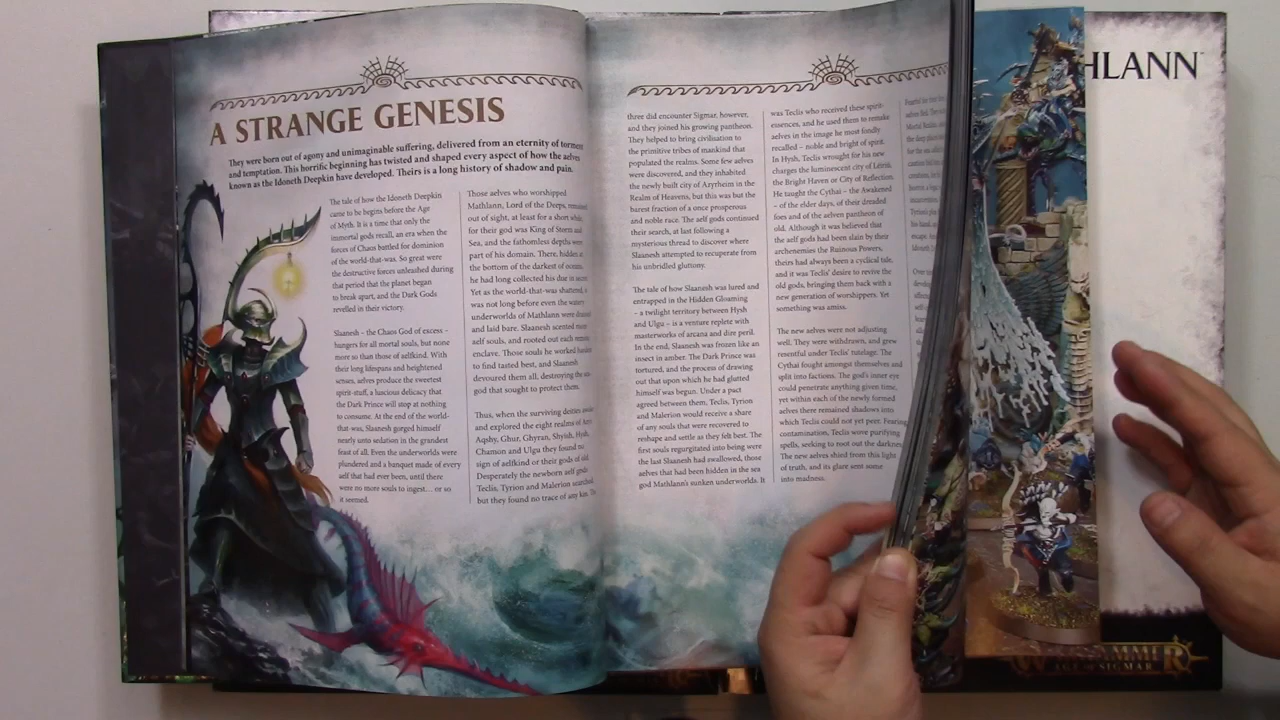 A STRANGE GENESIS
They were born out of agony and unimaginable suffering, delivered from an eternity of torment
and temptation. This horrific beginning has twisted and shaped every aspect of how the aelves
known as the Idoneth Deepkin have developed. Theirs is a long history of shadow and pain.
The tale of how the Idoneth Deepkin
came to be begins before the Age
of Myth. It is a time that only the
immortal gods recall, an era when the
forces of Chaos battled for dominion
of the world-that-was. So great were
the destructive forces unleashed during
that period that the planet began
to break apart, and the Dark Gods
revelled in their victory.
Slaanesh – the Chaos God of excess –
hungers for all mortal souls, but none
more so than those of aelfkind. With
their long lifespans and heightened
senses, aelves produce the sweetest
spirit-stuff, a luscious delicacy that
the Dark Prince will stop at nothing
to consume. At the end of the world-
that-was, Slaanesh gorged himself
nearly unto sedation in the grandest
feast of all. Even the underworlds were
plundered and a banquet made of every
aelf that had ever been, until there
were no more souls to ingest... or so
it seemed.
Those aelves who worshipped
Mathlann, Lord of the Deeps, remained
out of sight, at least for a short while,
for their god was King of Storm and
Sea, and the fathomless depths were
part of his domain. There, hidden at
the bottom of the darkest of oceans,
he had long collected his due in
Yet as the world-that-was shattered, it
was not long before even the watery
underworlds of Mathlann were
and laid bare. Slaanesh scented more
aelf souls, and rooted out each
enclave. Those souls he worked hardest
to find tasted best, and Slaanesh
devoured them all, destroying the
god that sought to protect them.
Thus, when the surviving deities
and explored the eight realms of
Aqshy, Ghur, Ghyran, Shyish, Hysh,
Chamon and Ulgu they found no
sign of aelfkind or their gods of old.
Desperately the newborn aelf gods
Teclis, Tyrion and Malerion searched,
but they found no trace of any kin. The
three did encounter Sigmar, however,
and they joined his growing pantheon.
They helped to bring civilisation to
the primitive tribes of mankind that
populated the realms. Some few aelves
were discovered, and they inhabited
the newly built city of Azyrheim in the
Realm of Heavens, but this was but the
barest fraction of a once prosperous
and noble race. The aelf gods continued
their search, at last following a
mysterious thread to discover where
Slaanesh attempted to recuperate from
his unbridled gluttony.
The tale of how Slaanesh was lured and
entrapped in the Hidden Gloaming
– a twilight territory between Hysh
and Ulgu – is a venture replete with
masterworks of arcana and dire peril.
In the end, Slaanesh was frozen like an
insect in amber. The Dark Prince was
tortured, and the process of drawing
out that upon which he had glutted
himself was begun. Under a pact
agreed between them, Teclis, Tyrion
and Malerion would receive a share
of any souls that were recovered to
reshape and settle as they felt best. The
first souls regurgitated into being were
the last Slaanesh had swallowed, those
aelves that had been hidden in the sea
god Mathlann's sunken underworlds. It
was Teclis who received these spirit-
essences, and he used them to remake
aelves in the image he most fondly
recalled – noble and bright of spirit.
In Hysh, Teclis wrought for his new
charges the luminescent city of Leiriú,
the Bright Haven or City of Reflection.
He taught the Cythai – the Awakened
– of the elder days, of their dreaded
foes and of the aelven pantheon of
old. Although it was believed that
the aelf gods had been slain by their
archenemies the Ruinous Powers,
theirs had always been a cyclical tale,
and it was Teclis' desire to revive the
old gods, bringing them back with a
new generation of worshippers. Yet
something was amiss.
The new aelves were not adjusting
well. They were withdrawn, and grew
resentful under Teclis' tutelage. The
Cythai fought amongst themselves and
split into factions. The god's inner eye
could penetrate anything given time,
yet within each of the newly formed
aelves there remained shadows into
which Teclis could not yet peer. Fearing
contamination, Teclis wove purifying
spells, seeking to root out the darkness.
The new aelves shied from this light
of truth, and its glare sent some
into madness.
HLANN
WARHAMMER
AGE OF SIGMAR